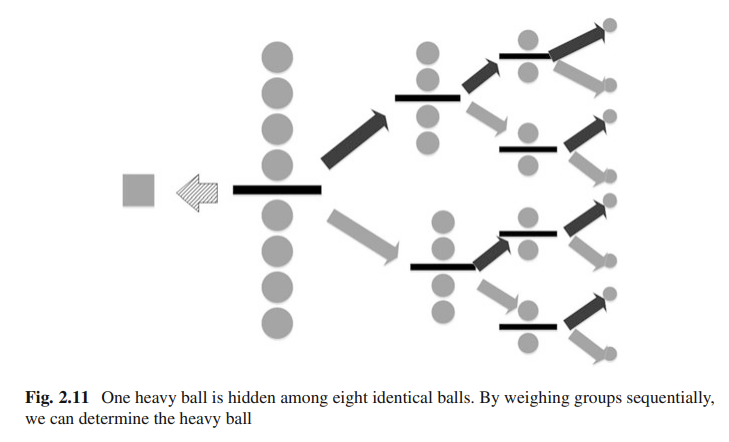 Fig. 2.11 One heavy ball is hidden among eight identical balls. By weighing groups sequentially,
we can determine the heavy ball